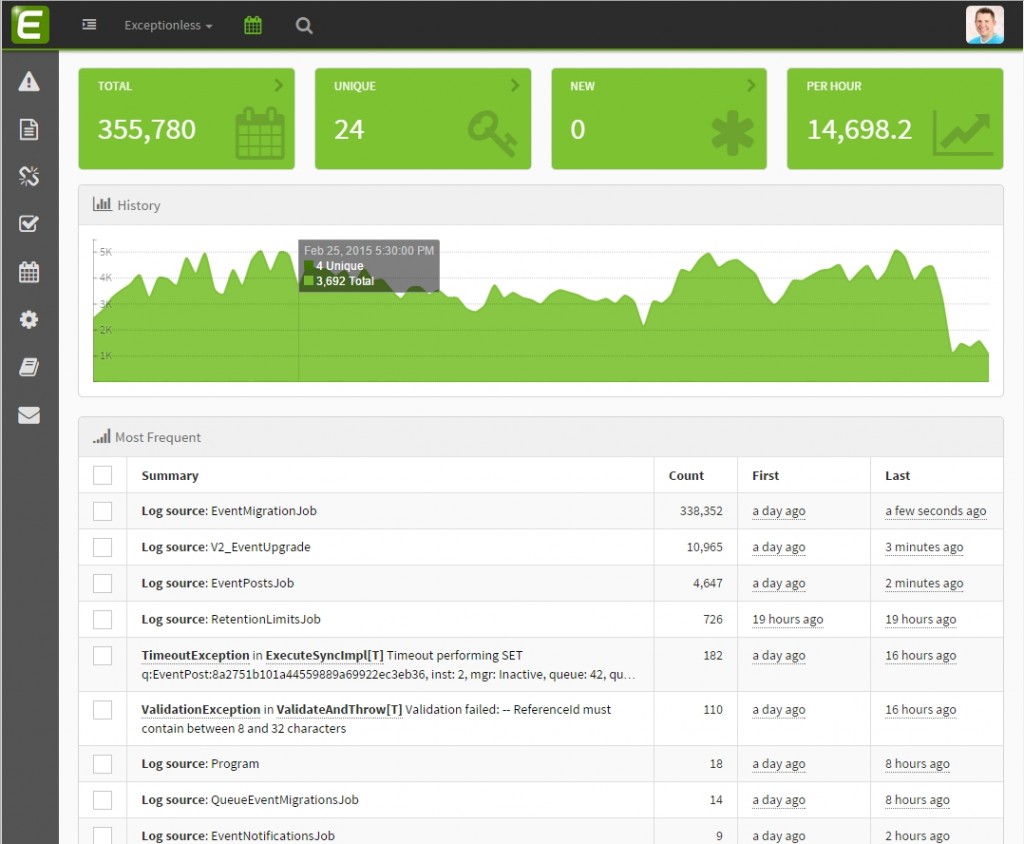 E
Exceptionless
TOTAL
355,780
UNIQUE
24
NEW
0
PER HOUR
14,698.2
History
5K
4K
3K
2K
1K
Feb 25, 2015 5:30:00 PM
4 Unique
3,692 Total
Most Frequent
Summary Count First Last
Log source: EventMigrationJob 338,352 a day ago a few seconds ago
Log source: V2_EventUpgrade 10,965 a day ago 3 minutes ago
Log source: EventPostsJob 4,647 a day ago 2 minutes ago
Log source: RetentionLimitsJob 726 19 hours ago 19 hours ago
TimeoutException in ExecuteSyncImpl[T] Timeout performing SET 182 a day ago 16 hours ago
q:EventPost:8a2751b101a44559889a69922ec3eb36, inst: 2, mgr: Inactive, queue: 42, qu...
ValidationException in ValidateAndThrow[T] Validation failed: -- ReferenceId must 110 a day ago 16 hours ago
contain between 8 and 32 characters
Log source: Program 18 a day ago 8 hours ago
Log source: QueueEventMigrationsJob 14 a day ago 8 hours ago
Log source: EventNotificationsJob 9 a day ago 2 hours ago